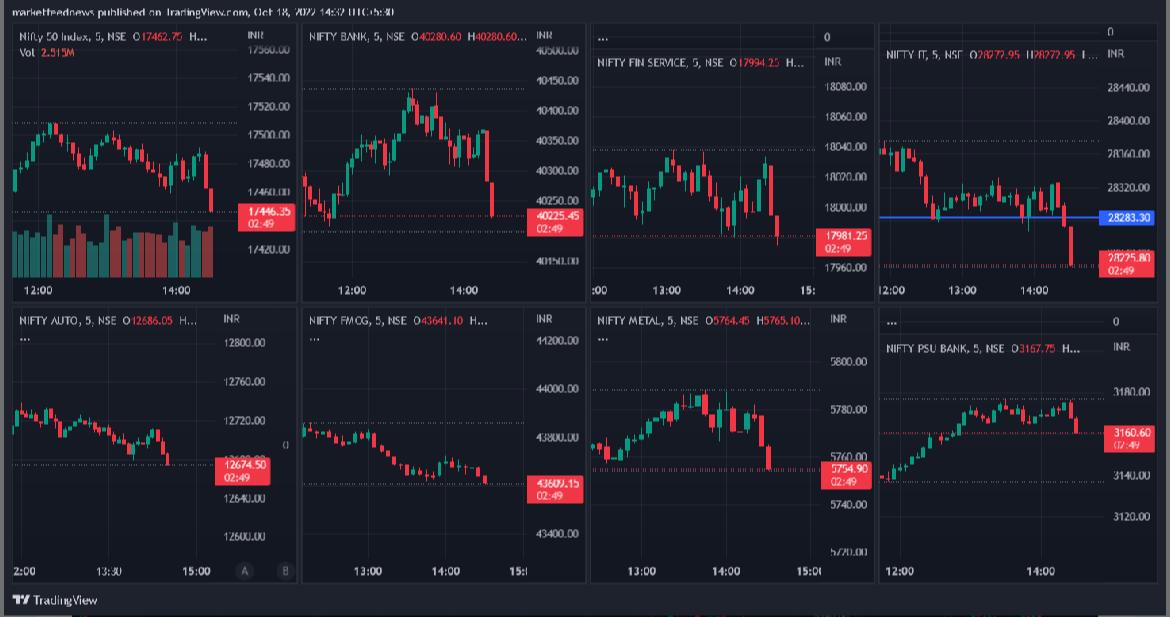 marketfeednews published on TradingView.com, Oct 18, 2022 14:32 UTC+5:30
Nifty 50 Index, 5, NSE O17462.75 H...
INR
Vol 2.515M
17560.00
17540.00
17520.00
17500.00
17480.00
17460.00
17446.35
02:49
17420.00
12:00 14:00
NIFTY BANK, 5, NSE O40280.60 H40280.60...
INR
40500.00
40450.00
40400.00
40350.00
40300.00
40250.00
40225.45
02:49
40150.00
12:00 14:00
... 0
NIFTY FIN SERVICE, 5, NSE O17994.25 H...
INR
18080.00
18060.00
18040.00
18020.00
18000.00
17981.25
02:49
17960.00
:00 13:00 14:00 15:
0
NIFTY IT, 5, NSE O28272.95 H28272.95 L...
INR
28440.00
28400.00
28360.00
28320.00
28283.30
28225.80
02:49
12:00 13:00 14:00
NIFTY AUTO, 5, NSE O12686.05 H...
INR
...
12800.00
12760.00
12720.00
0
12674.50
02:49
12640.00
12600.00
2:00 13:30 15:00 A B
NIFTY FMCG, 5, NSE O43641.10 H...
INR
...
44200.00
44000.00
43800.00
43609.15
02:49
43400.00
13:00 14:00 15:
NIFTY METAL, 5, NSE O5764.45 H5765.10...
INR
...
5800.00
5780.00
5760.00
5754.90
02:49
5740.00
5720.00
13:00 14:00 15:0
... 0
NIFTY PSU BANK, 5, NSE O3167.75 H...
INR
3180.00
3160.60
02:49
3140.00
3120.00
12:00 14:00
TradingView